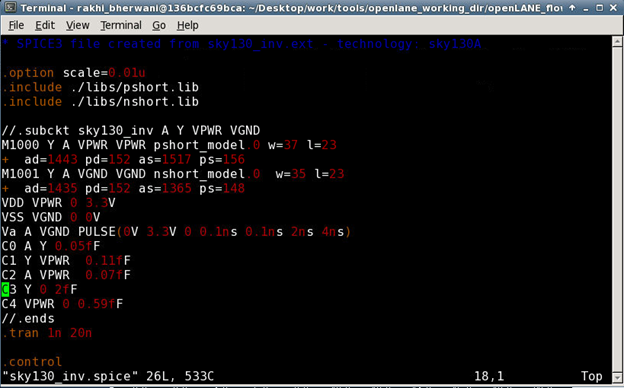 Terminal - rakhi_bherwani@136bcfc69bca: ~/Desktop/work/tools/openlane_working_dir/openLANE_flow
File Edit View Terminal Go Help
* SPICE3 file created from sky130_inv.ext - technology: sky130A
.option scale=0.01u
.include ./libs/pshort.lib
.include ./libs/nshort.lib
//.subckt sky130_inv A Y VPWR VGND
M1000 Y A VPWR VPWR pshort_model.0 w=37 l=23
+ ad=1443 pd=152 as=1517 ps=156
M1001 Y A VGND VGND nshort_model.0 w=35 l=23
+ ad=1435 pd=152 as=1365 ps=148
VDD VPWR 0 3.3V
VSS VGND 0 0V
Va A VGND PULSE(0V 3.3V 0 0.1ns 0.1ns 2ns 4ns)
C0 A Y 0.05fF
C1 Y VPWR 0.11fF
C2 A VPWR 0.07fF
C3 Y 0 2fF
C4 VPWR 0 0.59fF
//.ends
.tran 1n 20n
.control
"sky130_inv.spice" 26L, 533C 18,1 Top